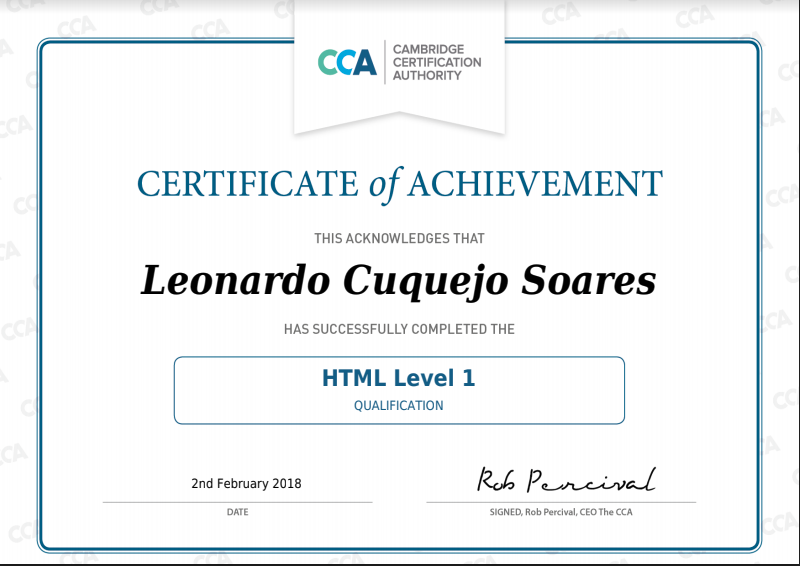 CCA
CAMBRIDGE
CERTIFICATION
AUTHORITY
CERTIFICATE of ACHIEVEMENT
THIS ACKNOWLEDGES THAT
Leonardo Cuquejo Soares
HAS SUCCESSFULLY COMPLETED THE
HTML Level 1
QUALIFICATION
2nd February 2018
Rob Percival
DATE
SIGNED, Rob Percival, CEO The CCA